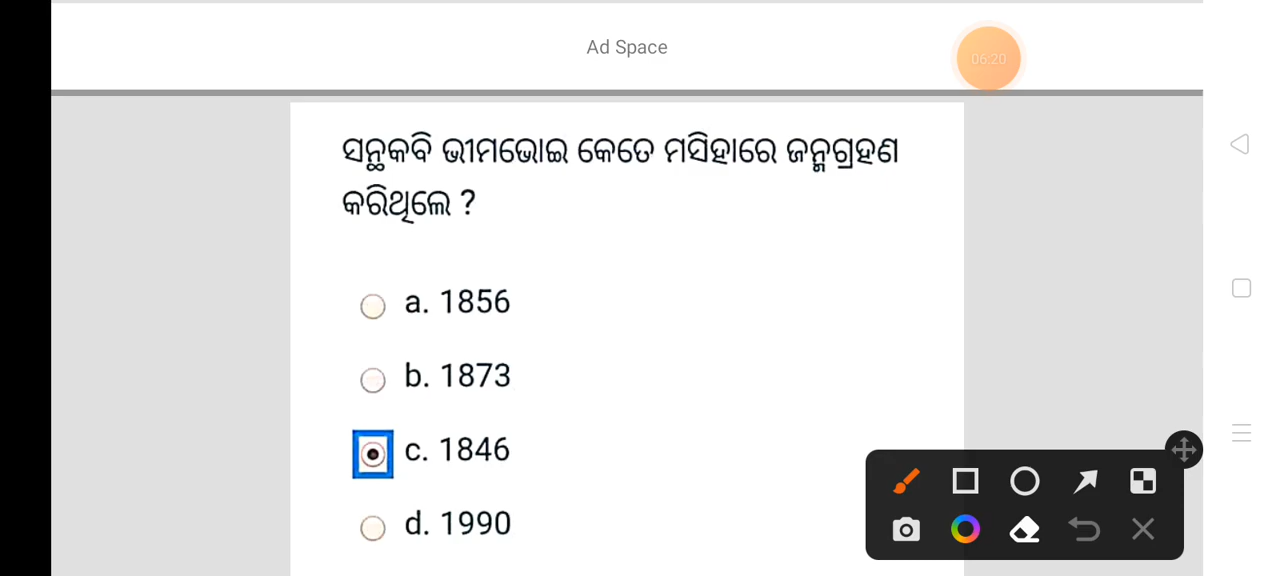 Ad Space
06:20
ସନ୍ଥକବି ଭୀମଭୋଇ କେତେ ମସିହାରେ ଜନ୍ମଗ୍ରହଣ
କରିଥିଲେ ?
a. 1856
b. 1873
c. 1846
d. 1990